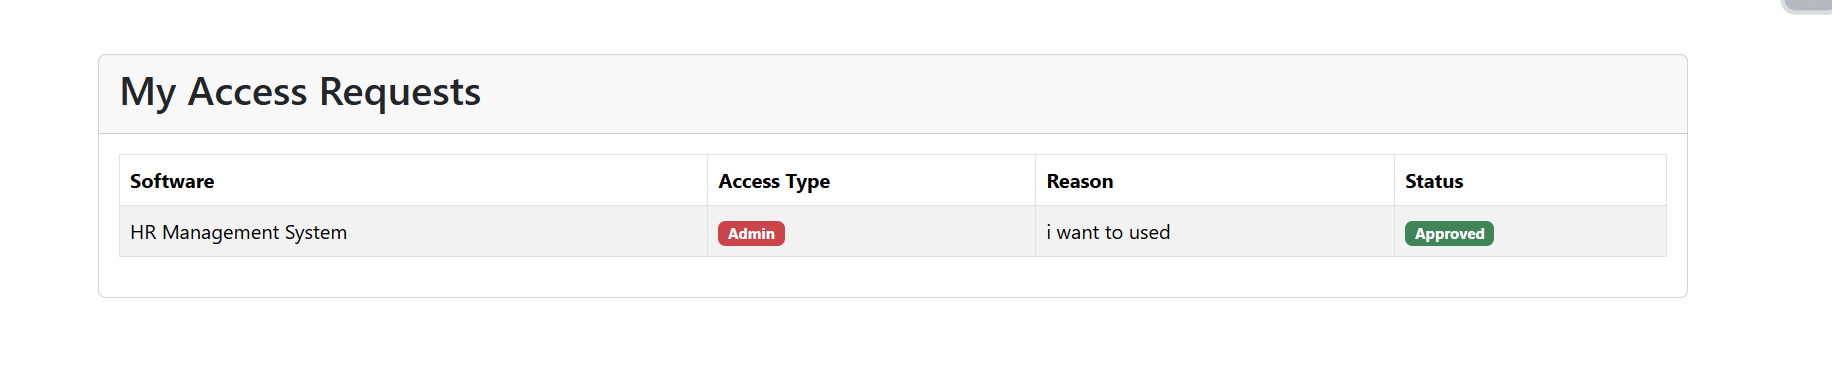 My Access Requests
Software Access Type Reason Status
HR Management System Admin i want to used Approved